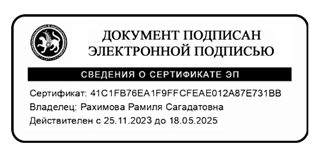 ДОКУМЕНТ ПОДПИСАН
ЭЛЕКТРОННОЙ ПОДПИСЬЮ
СВЕДЕНИЯ О СЕРТИФИКАТЕ ЭП
Сертификат: 41C1FB76EA1F9FFCFEAE012A87E731BB
Владелец: Рахимова Рамиля Сагадатовна
Действителен с 25.11.2023 до 18.05.2025